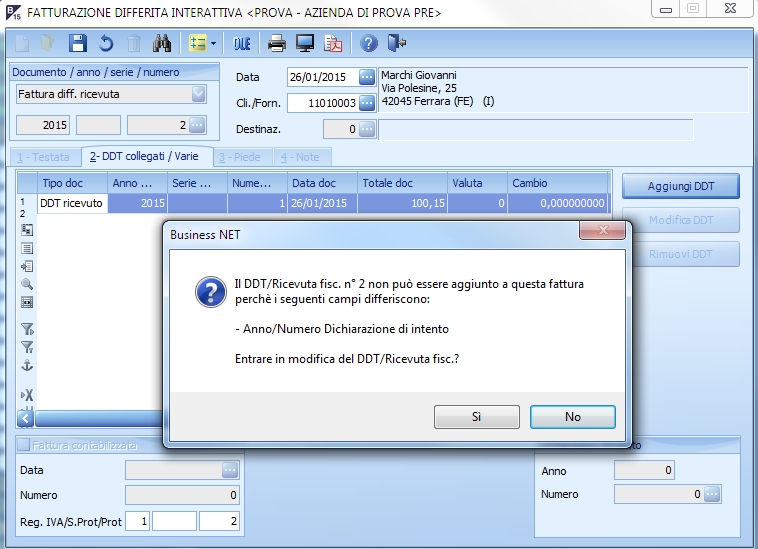 FATTURAZIONE DIFFERITA INTERATTIVA <PROVA - AZIENDA DI PROVA PRE>
OLE
Documento / anno / serie / numero
Fattura diff. ricevuta
2015 2
Data 26/01/2015
Cli./Forn. 11010003
Destinaz. 0
Marchi Giovanni
Via Polesine, 25
42045 Ferrara (FE) (I)
1 - Testata 2- DDT collegati / Varie 3 - Piede 4 - Note
Tipo doc Anno ... Serie ... Nume... Data doc Totale doc Valuta Cambio
1 DDT ricevuto 2015 1 26/01/2015 100,15 0 0,000000000
2
Aggiungi DDT
Modifica DDT
Rimuovi DDT
Business NET
Il DDT/Ricevuta fisc. n° 2 non può essere aggiunto a questa fattura
perchè i seguenti campi differiscono:
- Anno/Numero Dichiarazione di intento
Entrare in modifica del DDT/Ricevuta fisc.?
Sì No
Fattura contabilizzata
Data
Numero 0
Reg. IVA/S.Prot/Prot 1 2
Anno 0
Numero 0